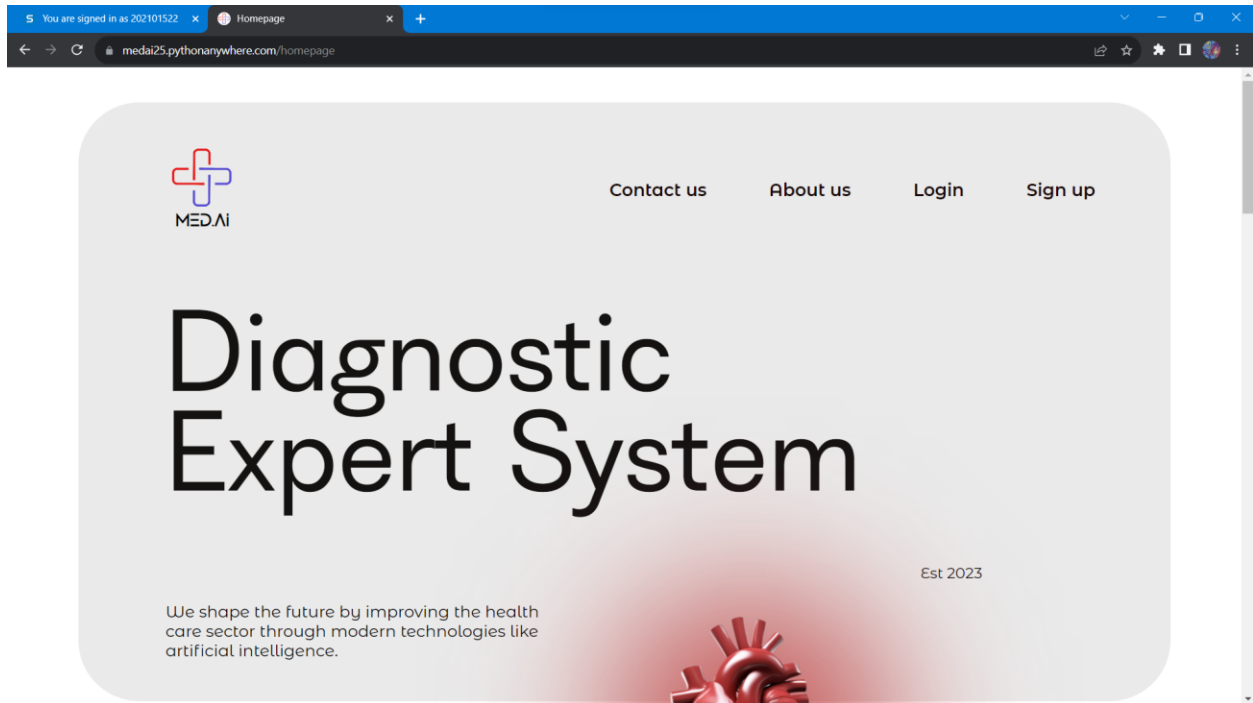 You are signed in as 202101522
Homepage
medai25.pythonanywhere.com/homepage
MED.Ai
Contact us About us Login Sign up
Diagnostic
Expert System
Est 2023
We shape the future by improving the health
care sector through modern technologies like
artificial intelligence.